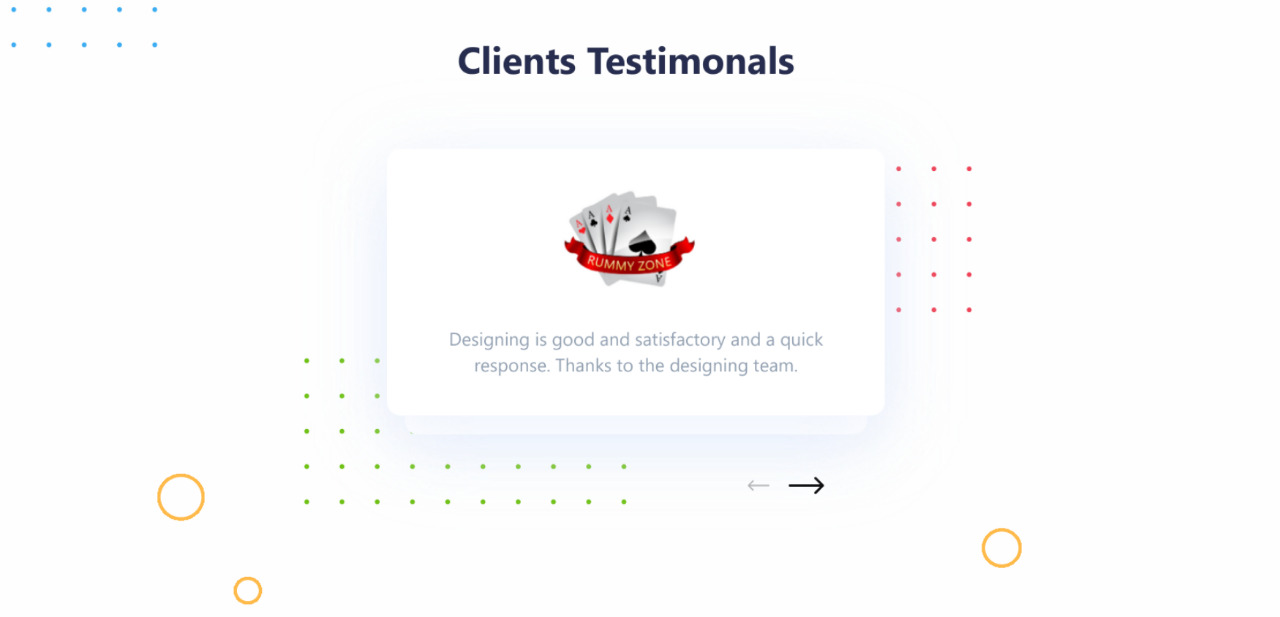 Clients Testimonals
A A A A
RUMMY ZONE
A
Designing is good and satisfactory and a quick
response. Thanks to the designing team.